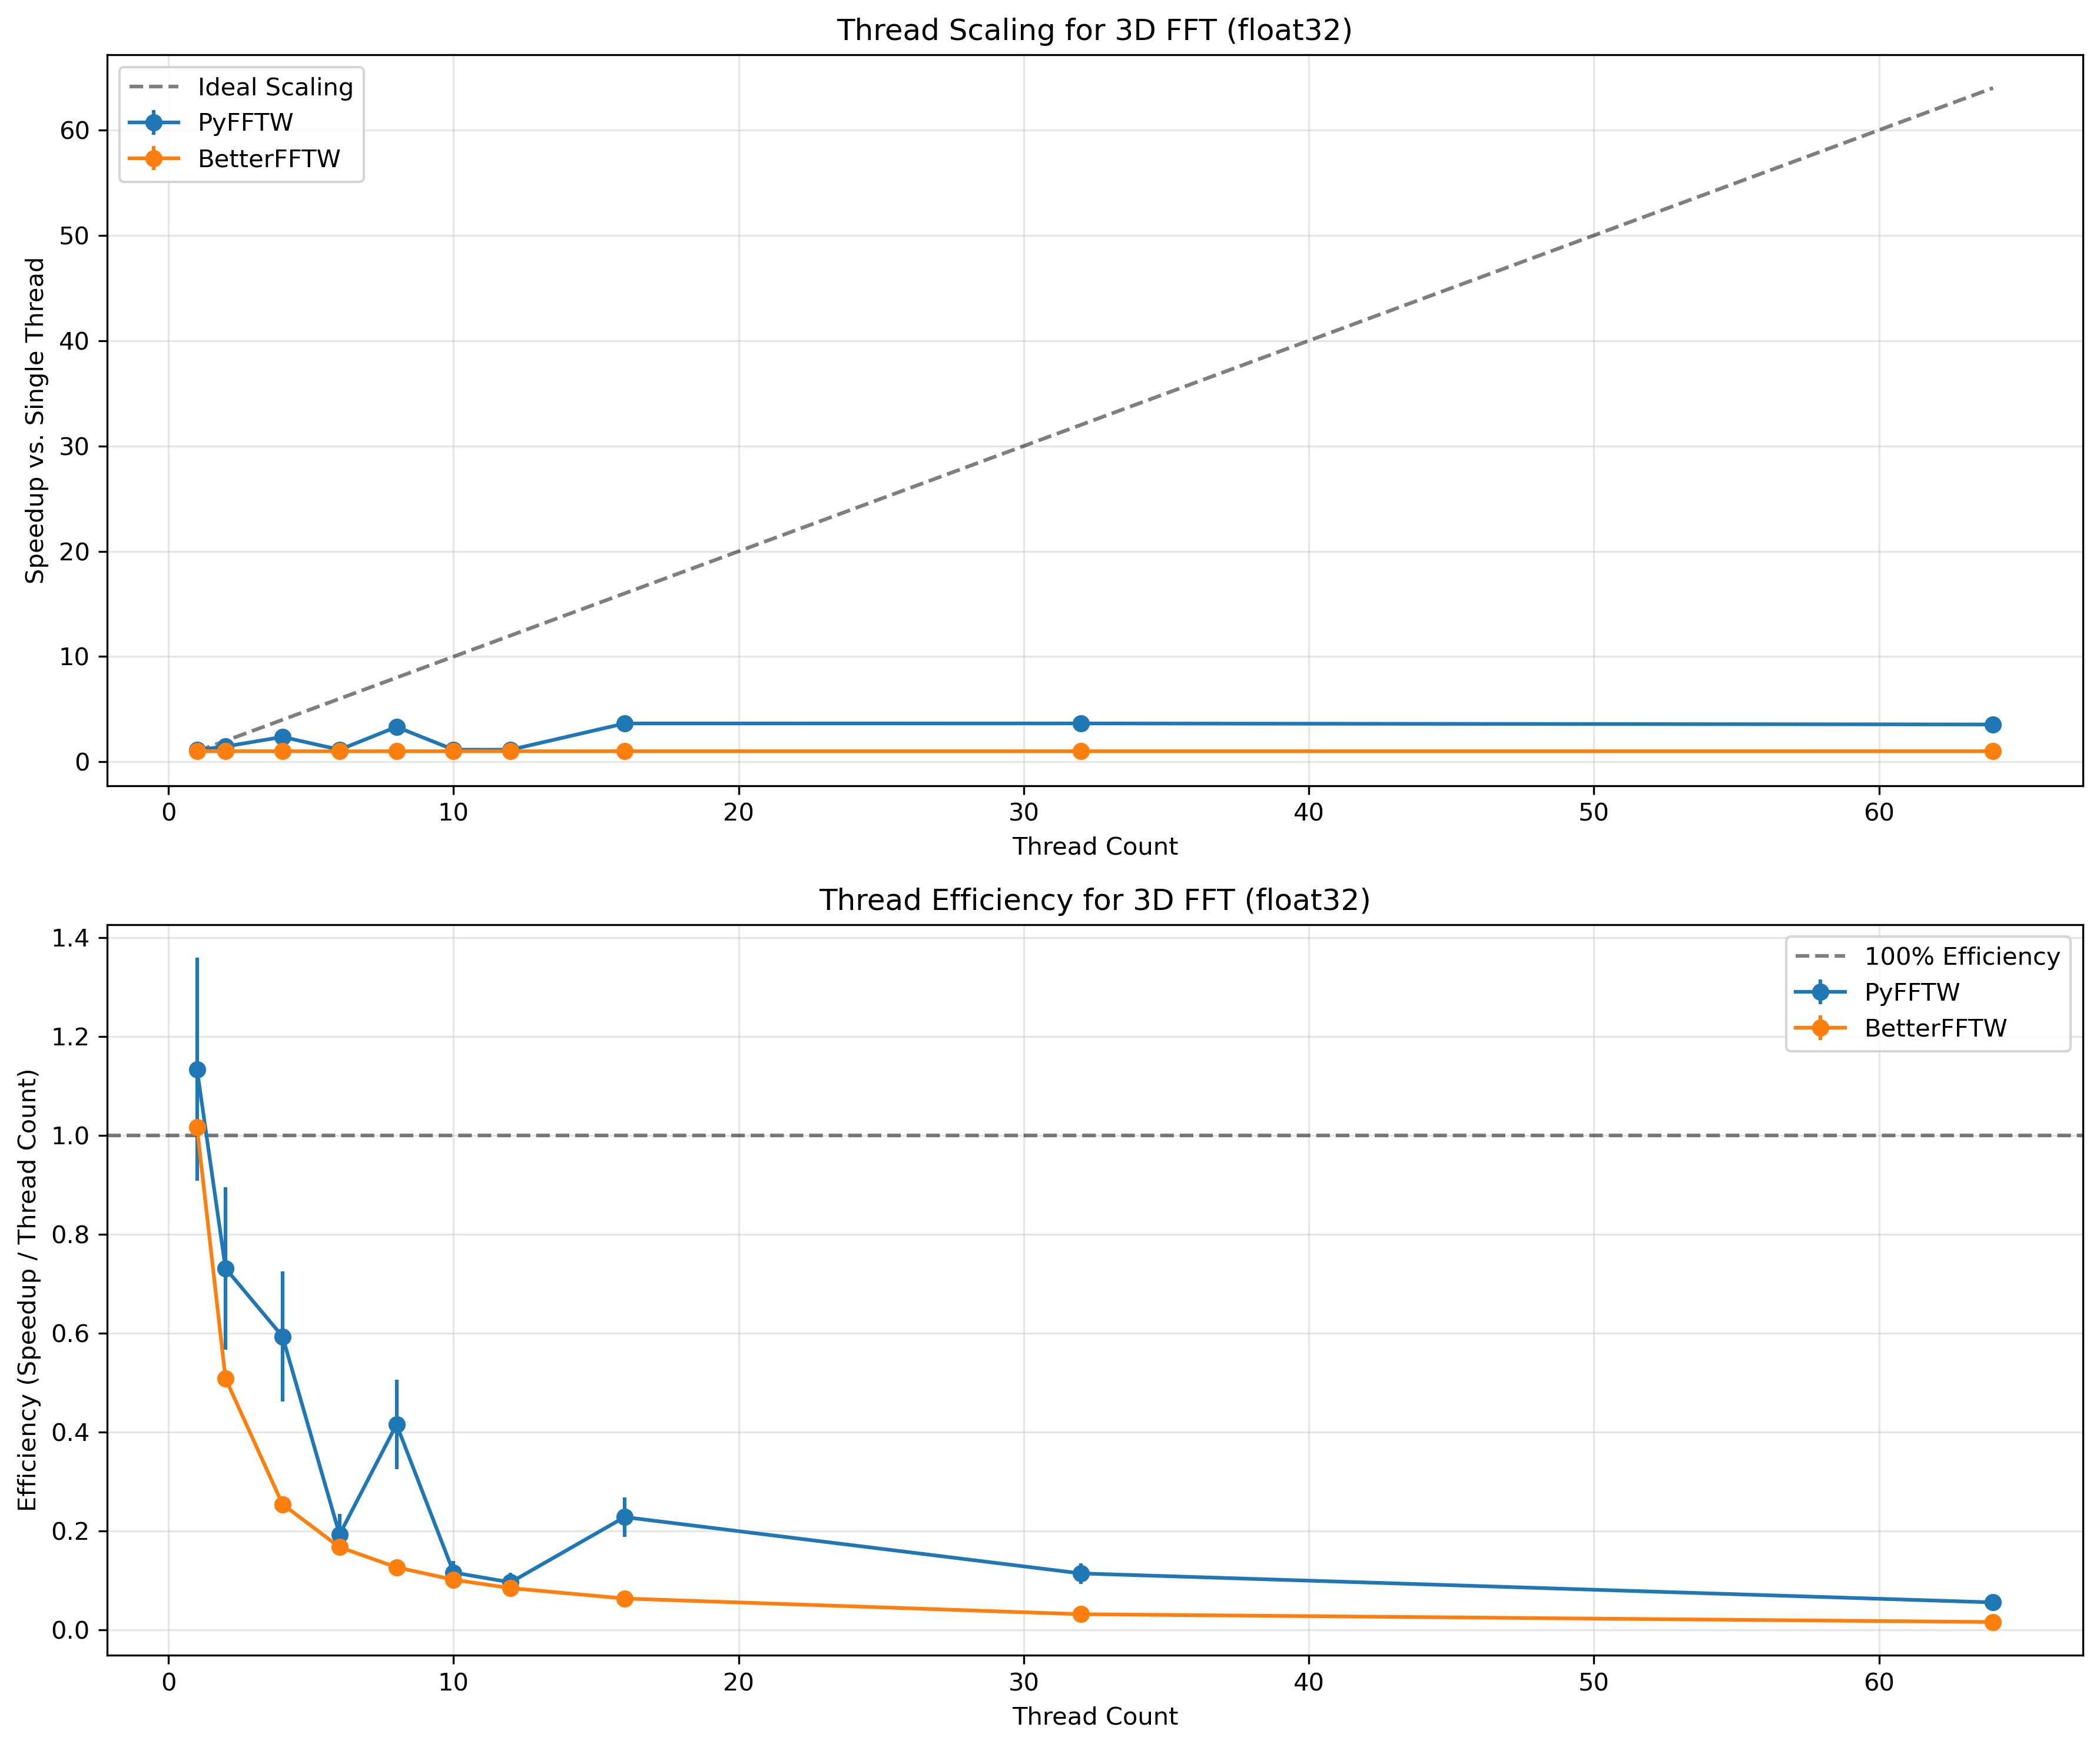 Thread Scaling for 3D FFT (float32)
Ideal Scaling
PyFFTW
BetterFFTW
60
50
40
30
20
10
0
Speedup vs. Single Thread
0 10 20 30 40 50 60
Thread Count
Thread Efficiency for 3D FFT (float32)
100% Efficiency
PyFFTW
BetterFFTW
1.4
1.2
1.0
0.8
0.6
0.4
0.2
0.0
Efficiency (Speedup / Thread Count)
0 10 20 30 40 50 60
Thread Count